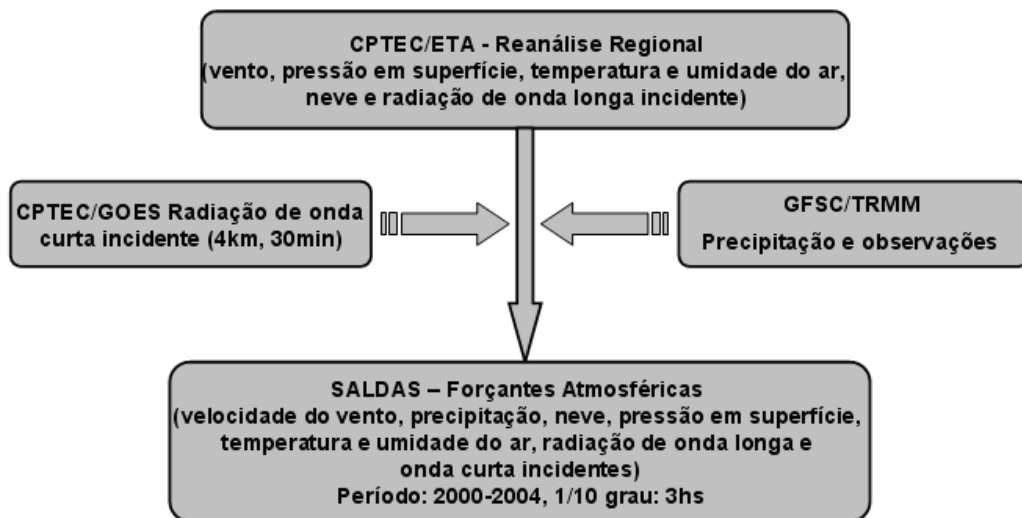 CPTEC/ETA - Reanálise Regional
(vento, pressão em superfície, temperatura e umidade do ar,
neve e radiação de onda longa incidente)
CPTEC/GOES Radiação de onda
curta incidente (4km, 30min)
GFSC/TRMM
Precipitação e observações
SALDAS – Forçantes Atmosféricas
(velocidade do vento, precipitação, neve, pressão em superfície,
temperatura e umidade do ar, radiação de onda longa e
onda curta incidentes)
Período: 2000-2004, 1/10 grau: 3hs